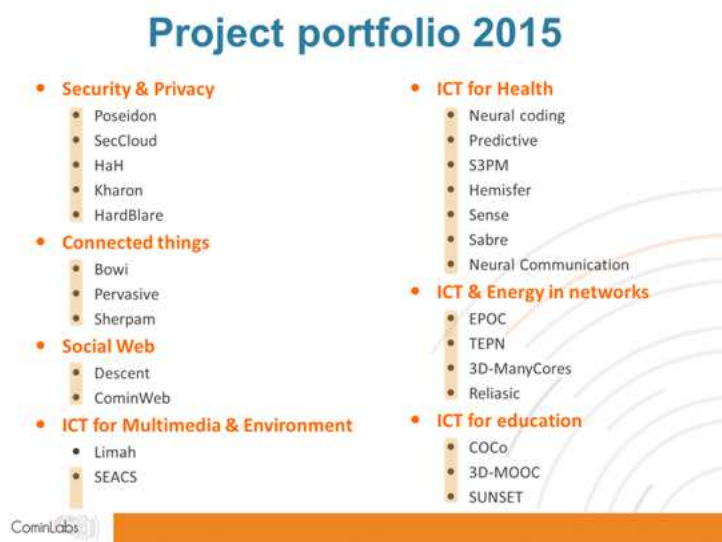 Project portfolio 2015
• Security & Privacy
• Poseidon
• SecCloud
• HaH
• Kharon
• HardBlare
• Connected things
• Bowi
• Pervasive
• Sherpam
• Social Web
• Descent
• CominWeb
• ICT for Multimedia & Environment
• Limah
• SEACS
• ICT for Health
• Neural coding
• Predictive
• S3PM
• Hemisfer
• Sense
• Sabre
• Neural Communication
• ICT & Energy in networks
• EPOC
• TEPN
• 3D-ManyCores
• Reliasic
• ICT for education
• COCo
• 3D-MOOC
• SUNSET
CominLabs